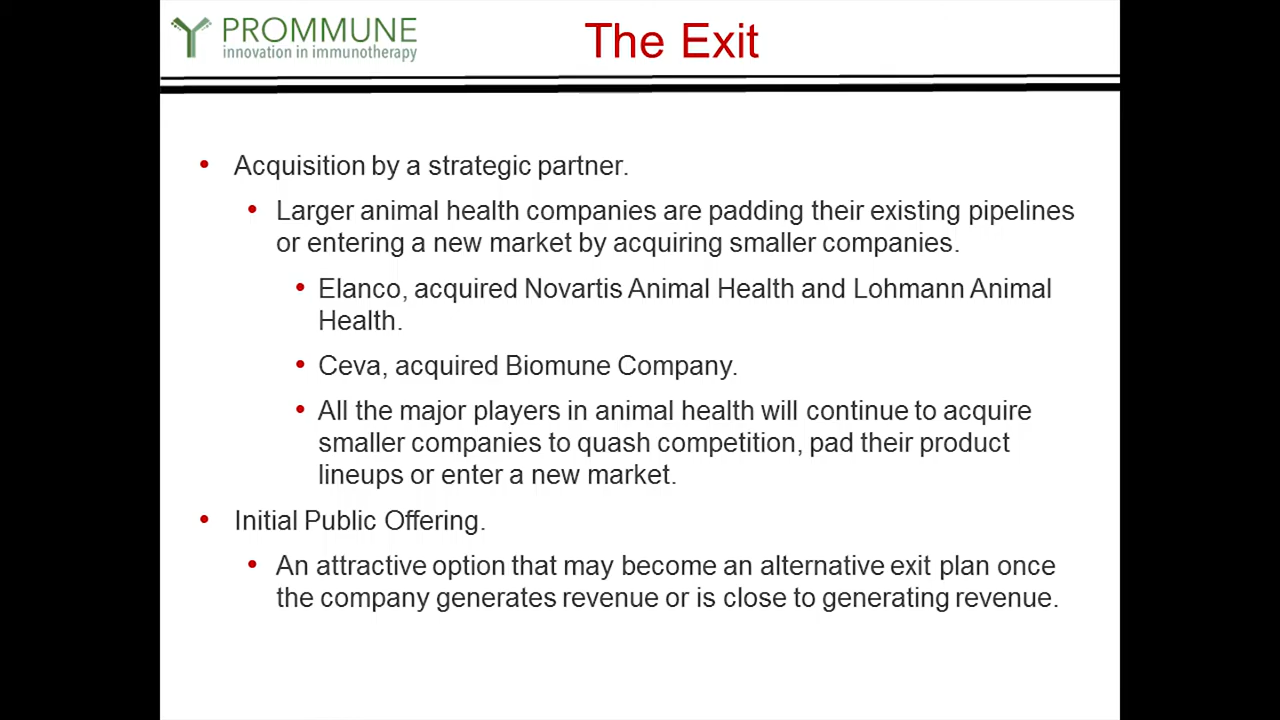 PROMMUNE
innovation in immunotherapy
The Exit
• Acquisition by a strategic partner.
• Larger animal health companies are padding their existing pipelines
or entering a new market by acquiring smaller companies.
• Elanco, acquired Novartis Animal Health and Lohmann Animal
Health.
• Ceva, acquired Biomune Company.
• All the major players in animal health will continue to acquire
smaller companies to quash competition, pad their product
lineups or enter a new market.
• Initial Public Offering.
• An attractive option that may become an alternative exit plan once
the company generates revenue or is close to generating revenue.